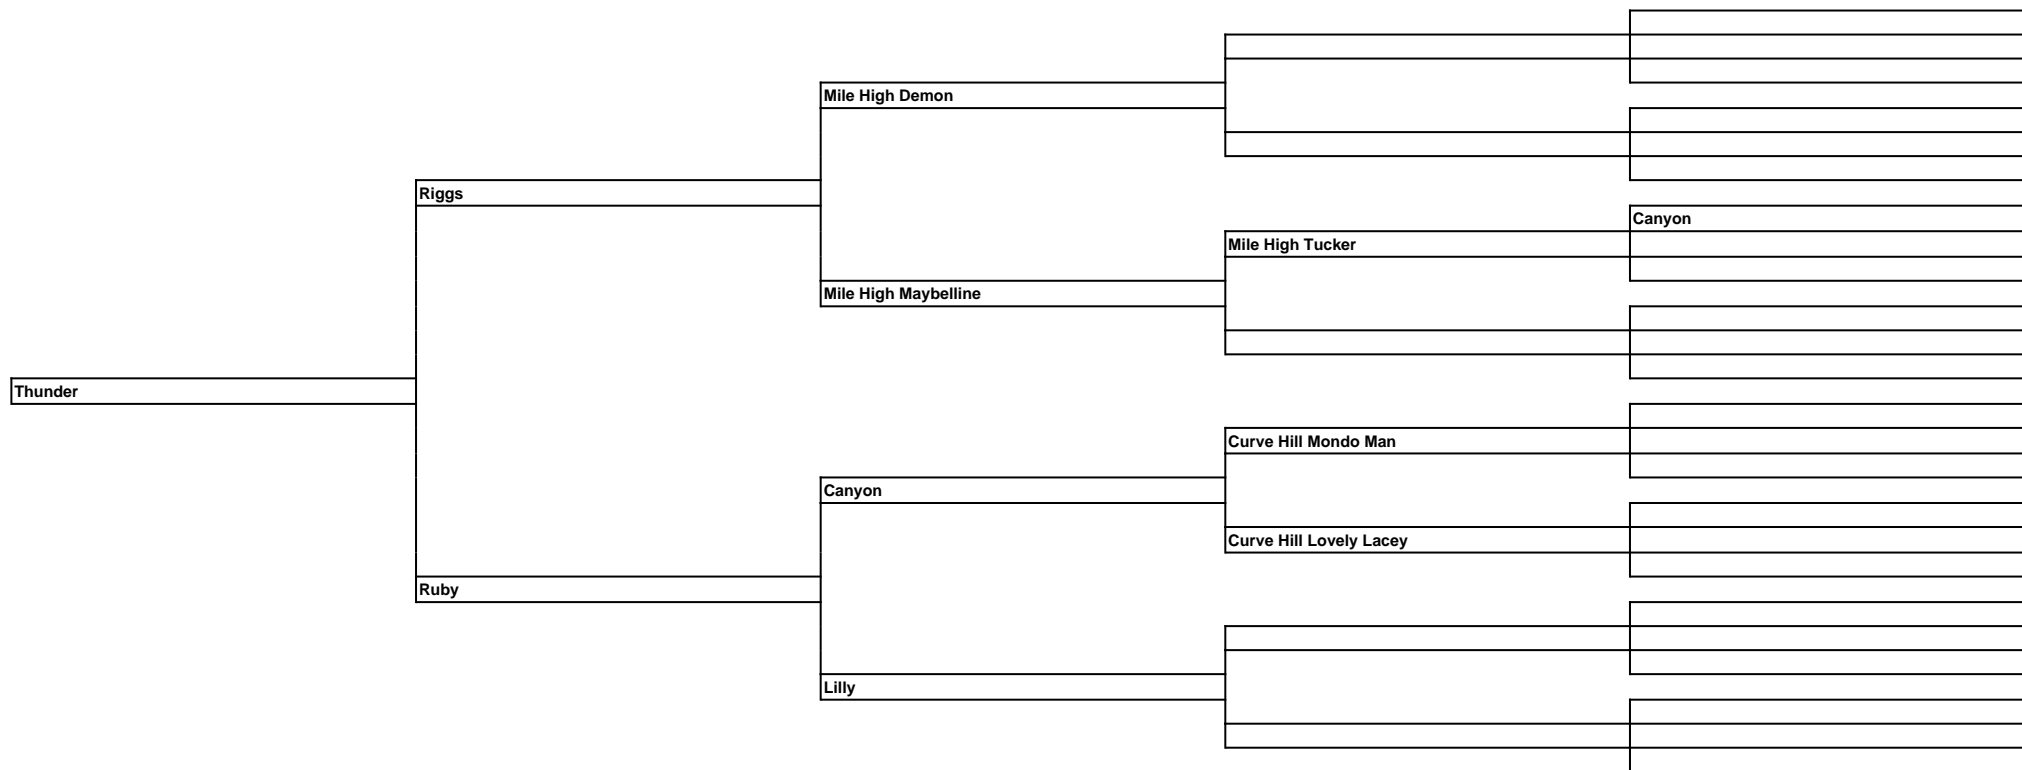 Mile High Demon
Riggs
Canyon
Mile High Tucker
Mile High Maybelline
Thunder
Curve Hill Mondo Man
Canyon
Curve Hill Lovely Lacey
Ruby
Lilly